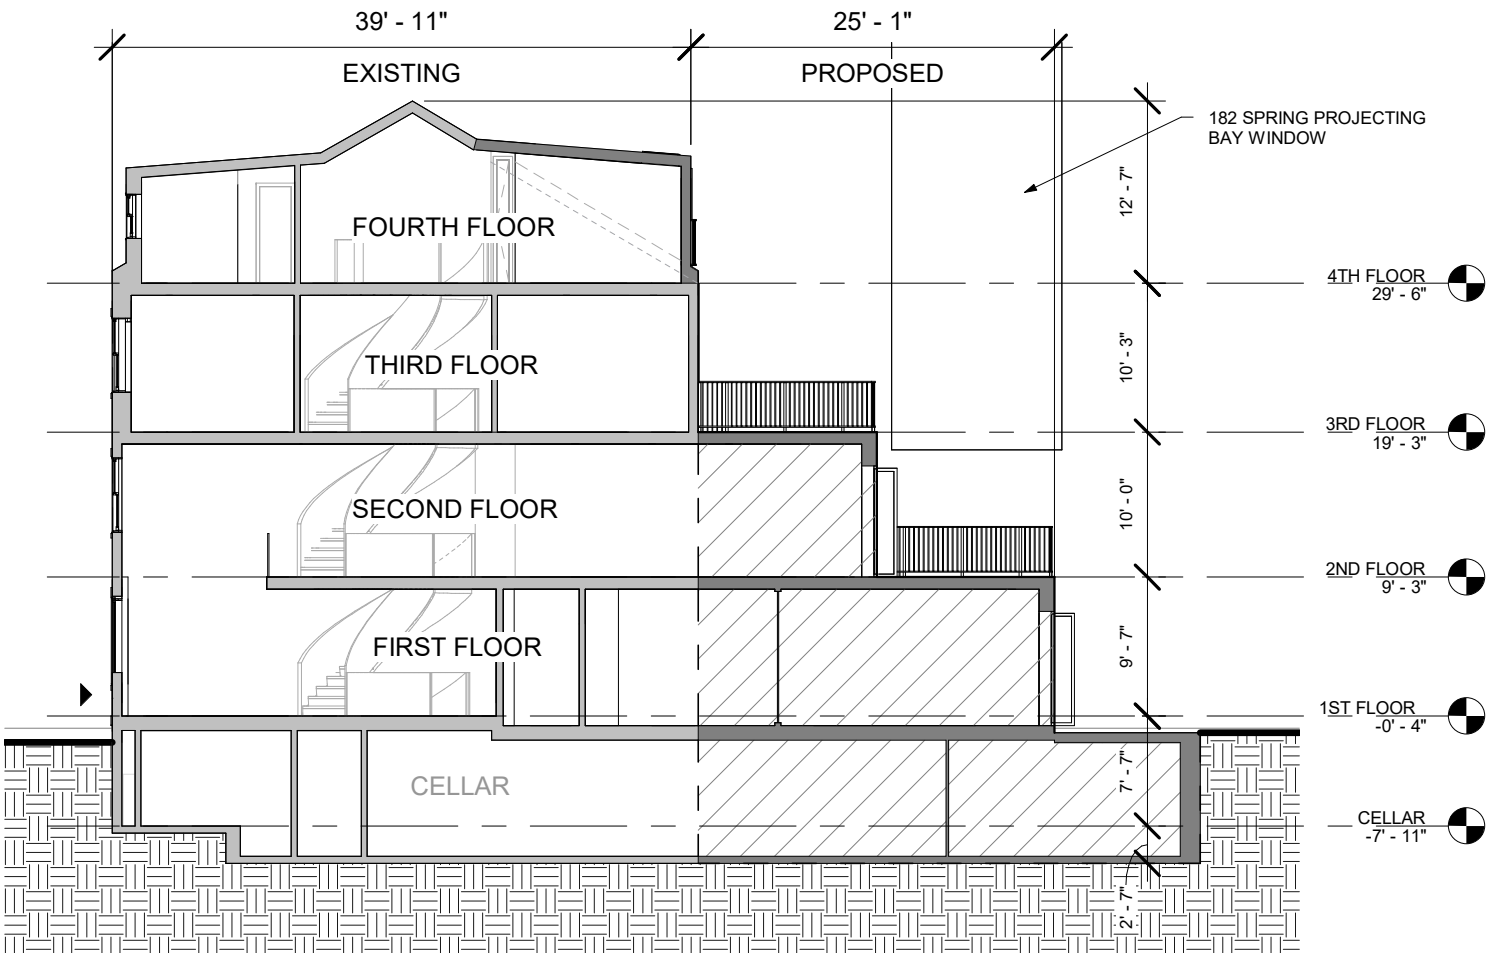 39' - 11"
25' - 1"
EXISTING
PROPOSED
182 SPRING PROJECTING
BAY WINDOW
12' - 7"
FOURTH FLOOR
4TH FLOOR
29' - 6"
10' - 3"
THIRD FLOOR
3RD FLOOR
19' - 3"
10' - 0"
SECOND FLOOR
2ND FLOOR
9' - 3"
9' - 7"
FIRST FLOOR
1ST FLOOR
-0' - 4"
7' - 7"
CELLAR
CELLAR
-7' - 11"
2' - 7"